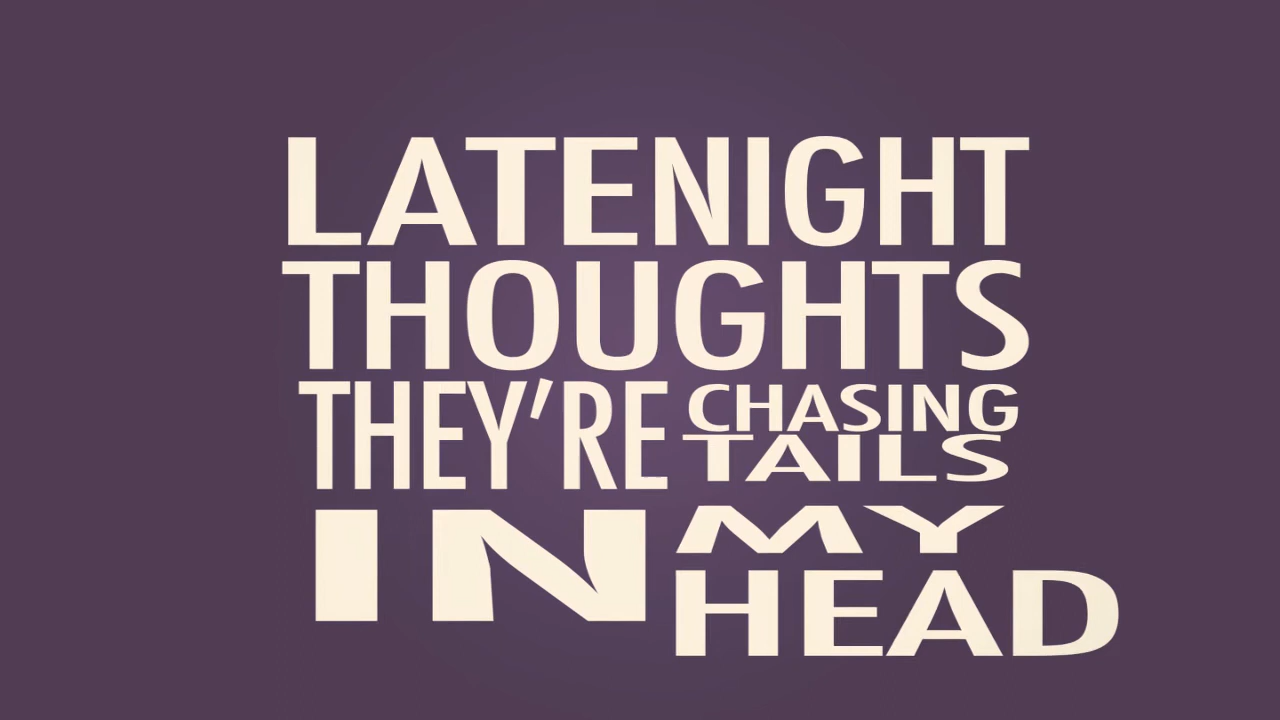 LATENIGHT
THOUGHTS
THEY'RE CHASING
TAILS
IN MY
HEAD